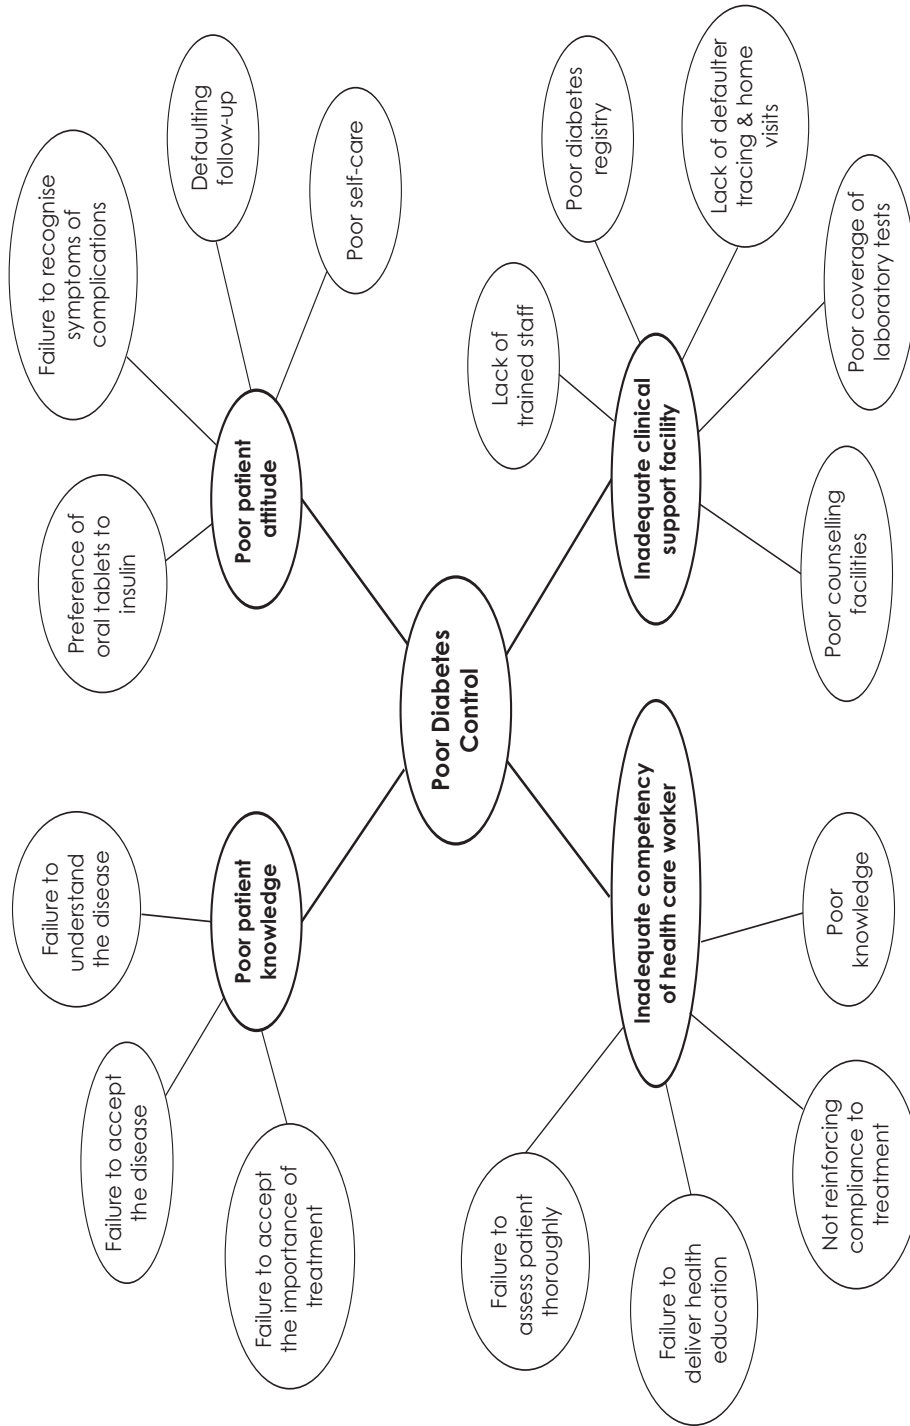 Failure to
understand
the disease
Failure to accept
the disease
Failure to accept
the importance of
treatment
Poor patient
knowledge
Preference of
oral tablets to
insulin
Failure to recognise
symptoms of
complications
Defaulting
follow-up
Poor self-care
Poor patient
attitude
Poor Diabetes
Control
Inadequate competency
of health care worker
Failure to
assess patient
thoroughly
Failure to
deliver health
education
Not reinforcing
compliance to
treatment
Poor
knowledge
Inadequate clinical
support facility
Lack of
trained staff
Poor diabetes
registry
Lack of defaulter
tracing & home
visits
Poor coverage of
laboratory tests
Poor counselling
facilities